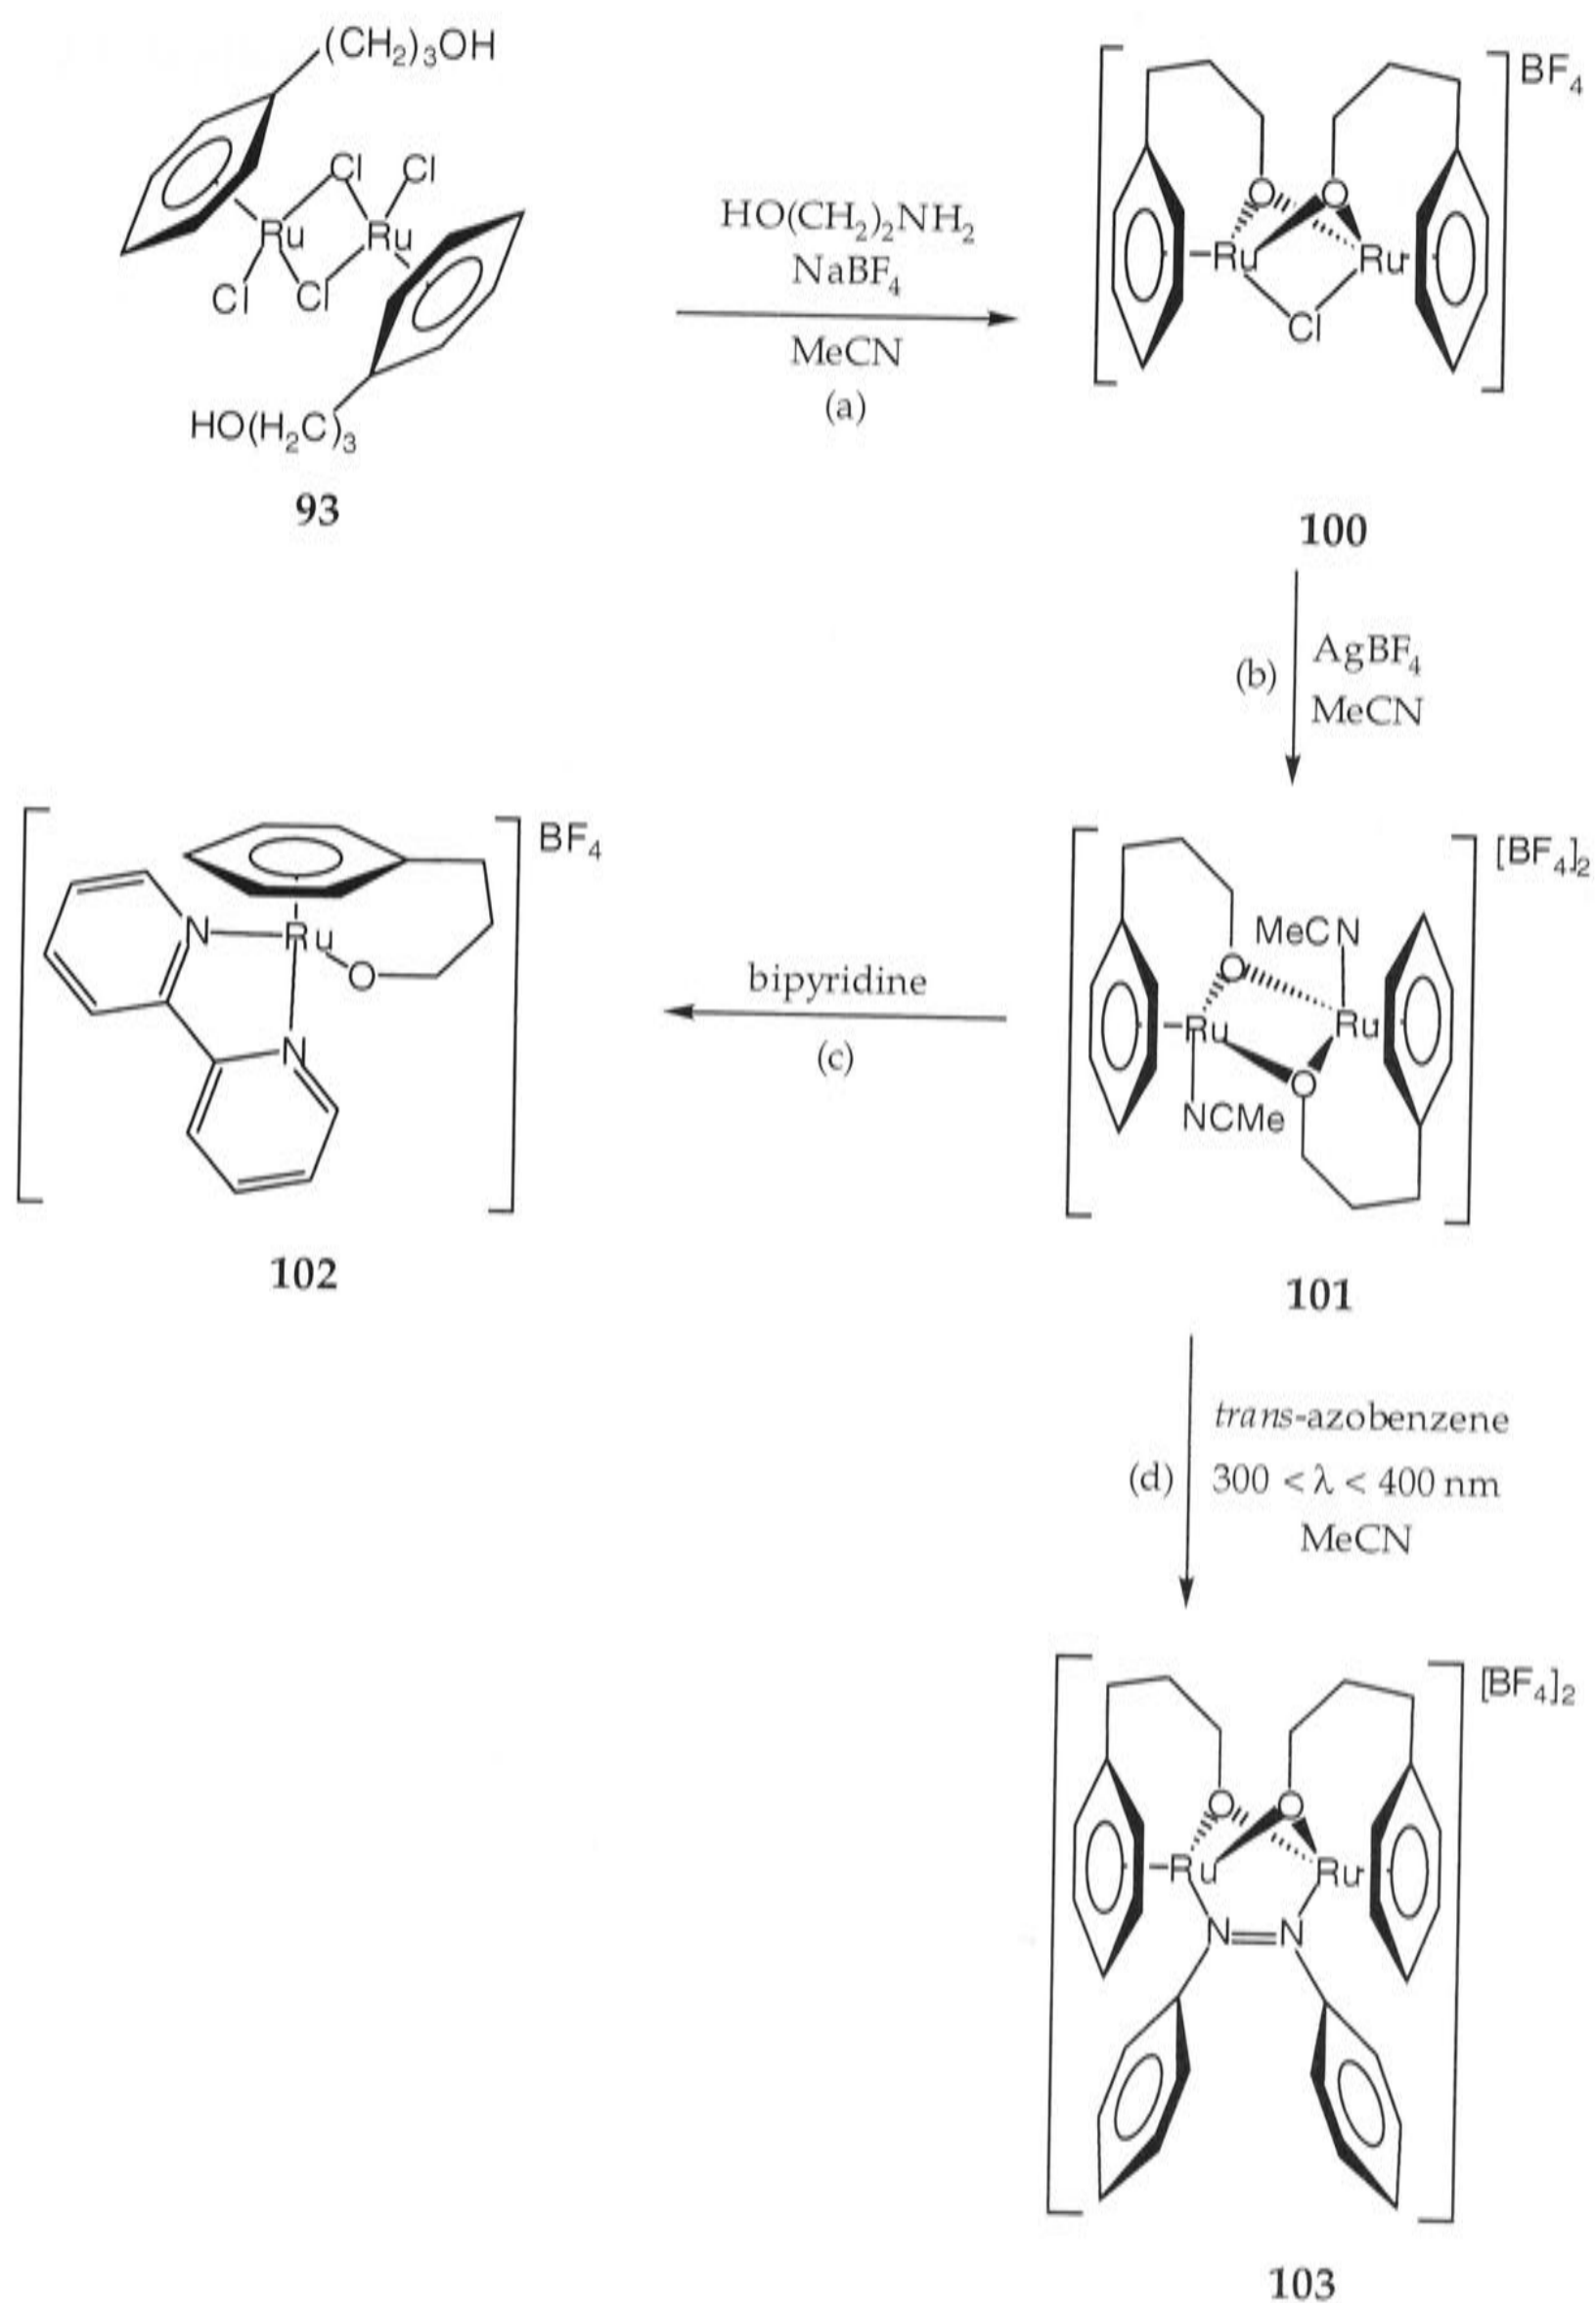 (CH₂)₃OH
Cl Cl
Ru Ru
Cl Cl
HO(H₂C)₃
93
HO(CH₂)₂NH₂
NaBF₄
MeCN
(a)
BF₄
O O
Ru Ru
Cl
100
(b)
AgBF₄
MeCN
[BF₄]₂
MeCN
O
Ru Ru
O
NCMe
101
bipyridine
(c)
BF₄
N Ru
O
N
102
(d)
trans-azobenzene
300 < λ < 400 nm
MeCN
[BF₄]₂
O O
Ru Ru
N N
103